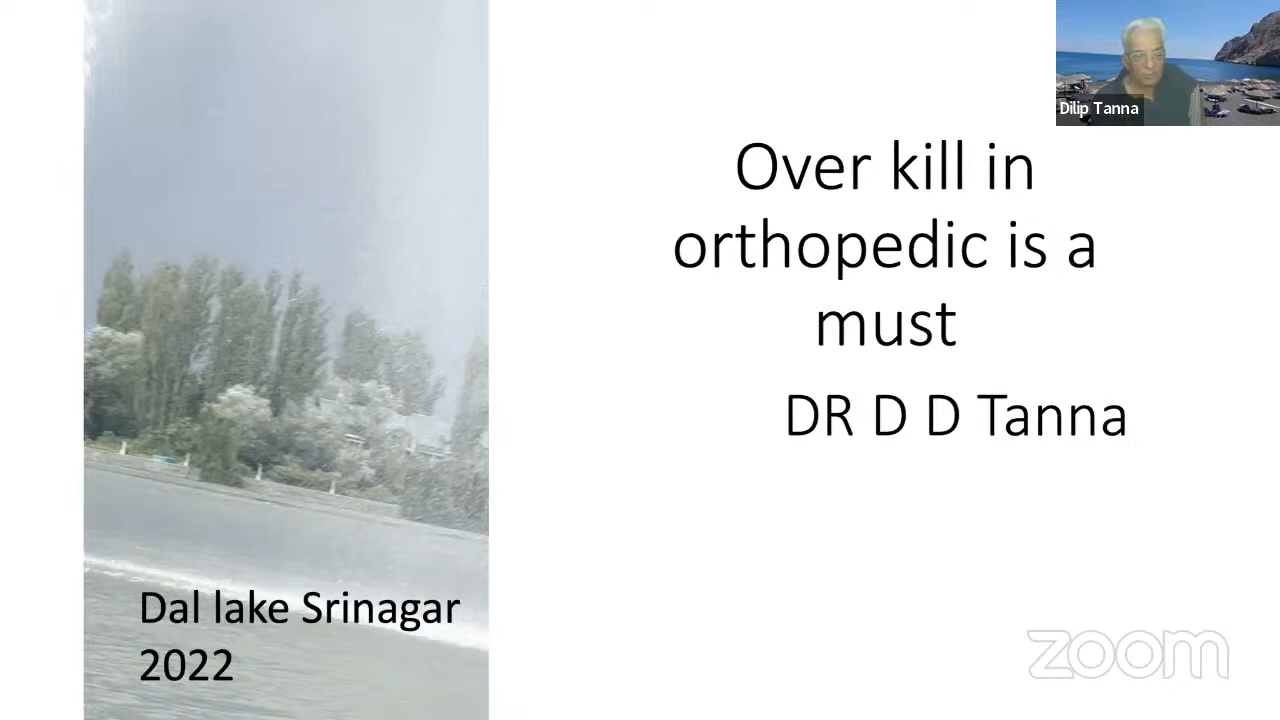 Dilip Tanna
Over kill in
orthopedic is a
must
DR D D Tanna
Dal lake Srinagar
2022
zoom